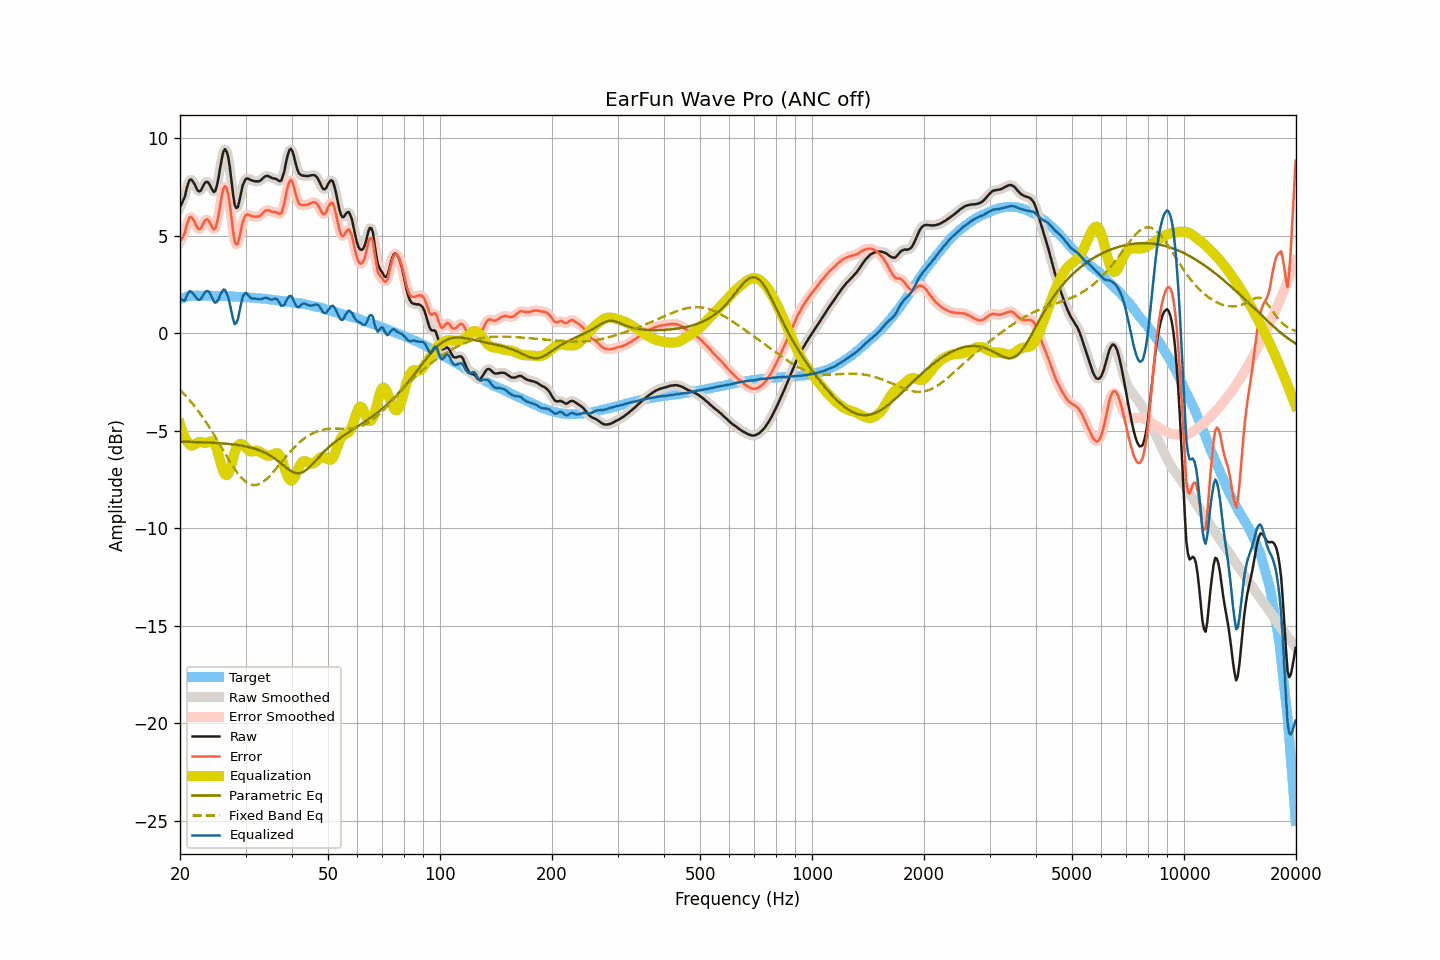 EarFun Wave Pro (ANC off)
Amplitude (dBr)
10
5
0
−5
−10
−15
−20
−25
Target
Raw Smoothed
Error Smoothed
Raw
Error
Equalization
Parametric Eq
Fixed Band Eq
Equalized
20 50 100 200 500 1000 2000 5000 10000 20000
Frequency (Hz)